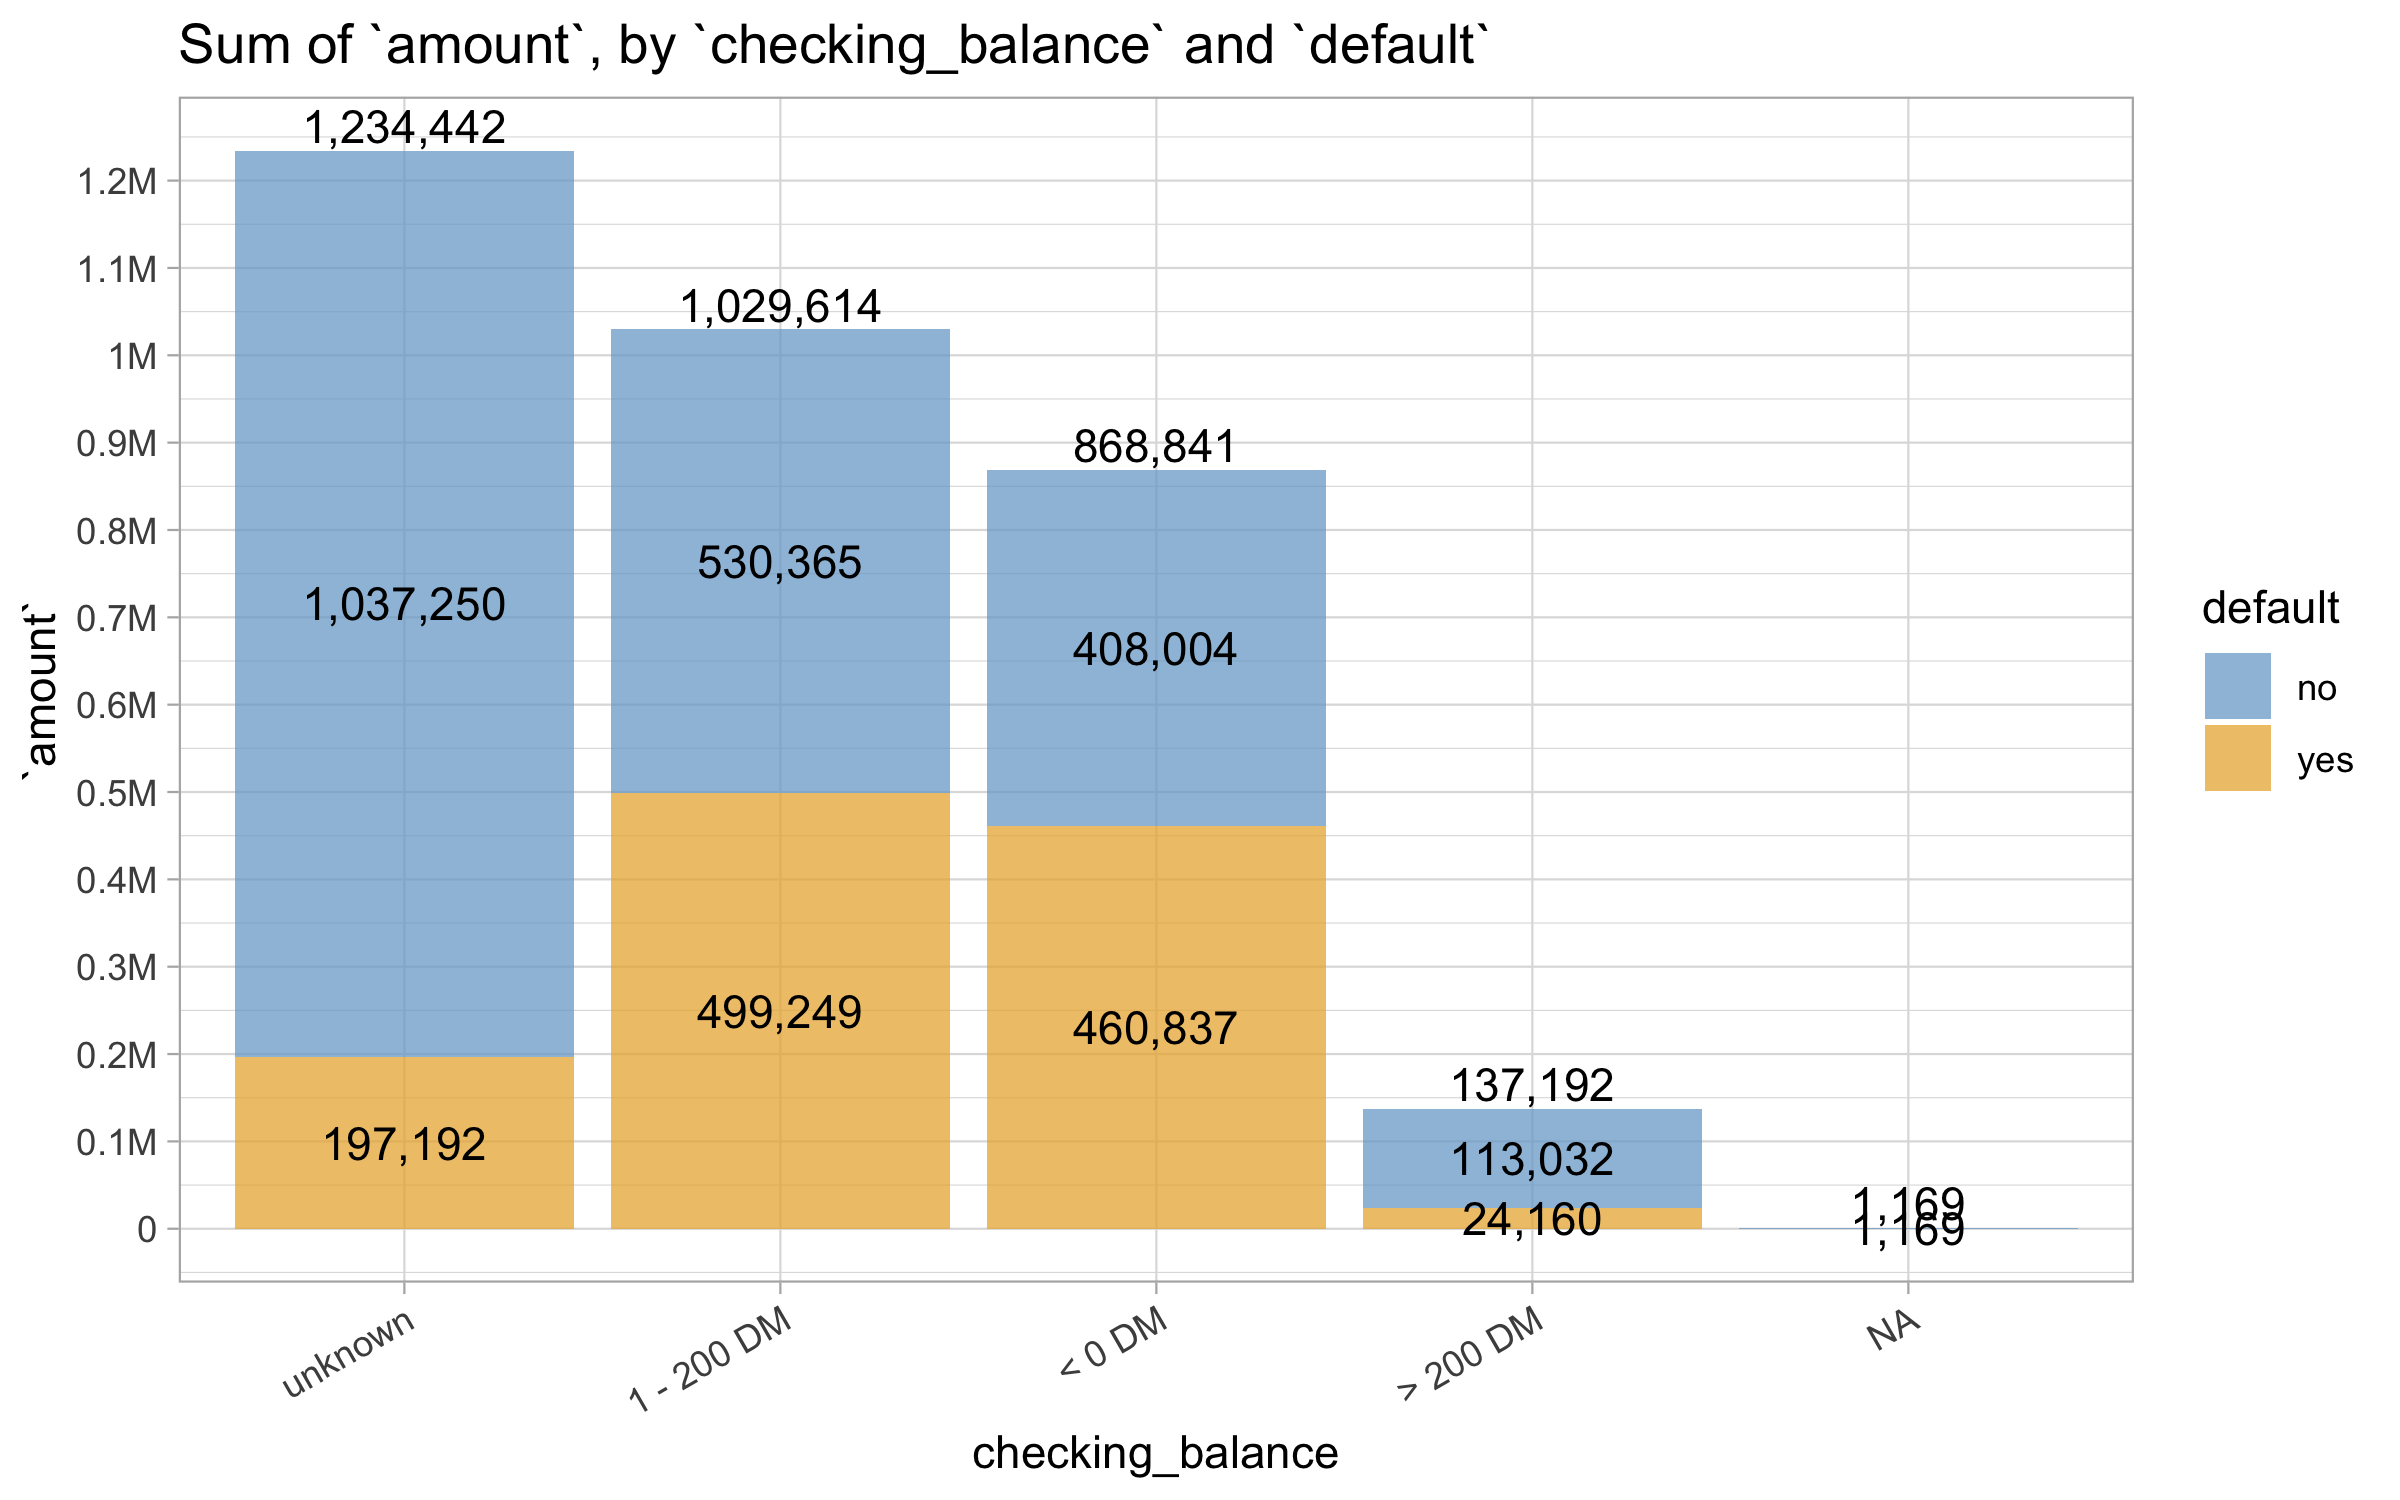 Sum of `amount`, by `checking_balance` and `default`
1,234,442
1.2M
1.1M
1,029,614
1M
868,841
0.9M
0.8M
530,365
1,037,250
0.7M
408,004
0.6M
0.5M
0.4M
0.3M
499,249
460,837
0.2M
197,192
137,192
0.1M
113,032
24,160
1,169
1,169
0
`amount`
default
no
yes
unknown
1 - 200 DM
< 0 DM
> 200 DM
NA
checking_balance